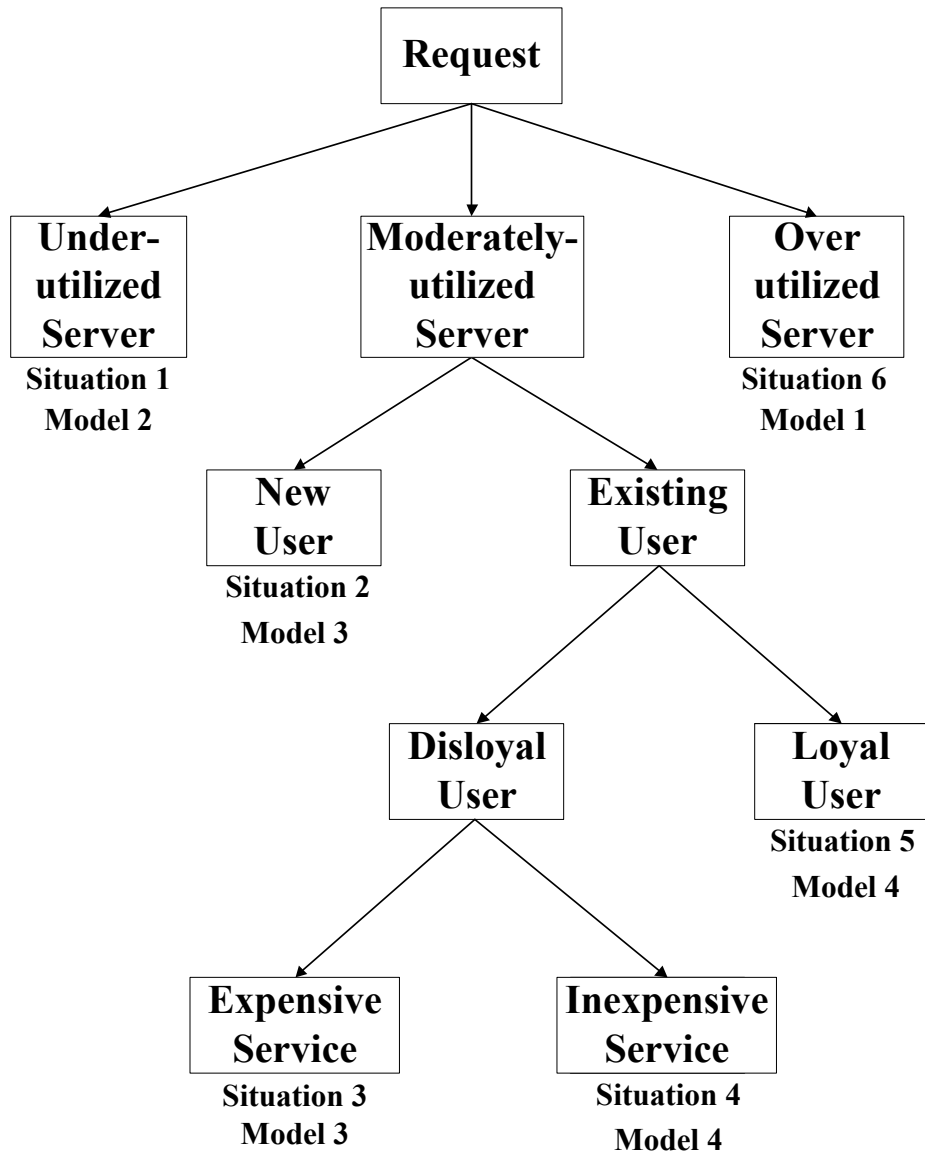 Request
Under-
utilized
Server
Situation 1
Model 2
Moderately-
utilized
Server
Over
utilized
Server
Situation 6
Model 1
New
User
Situation 2
Model 3
Existing
User
Disloyal
User
Loyal
User
Situation 5
Model 4
Expensive
Service
Situation 3
Model 3
Inexpensive
Service
Situation 4
Model 4